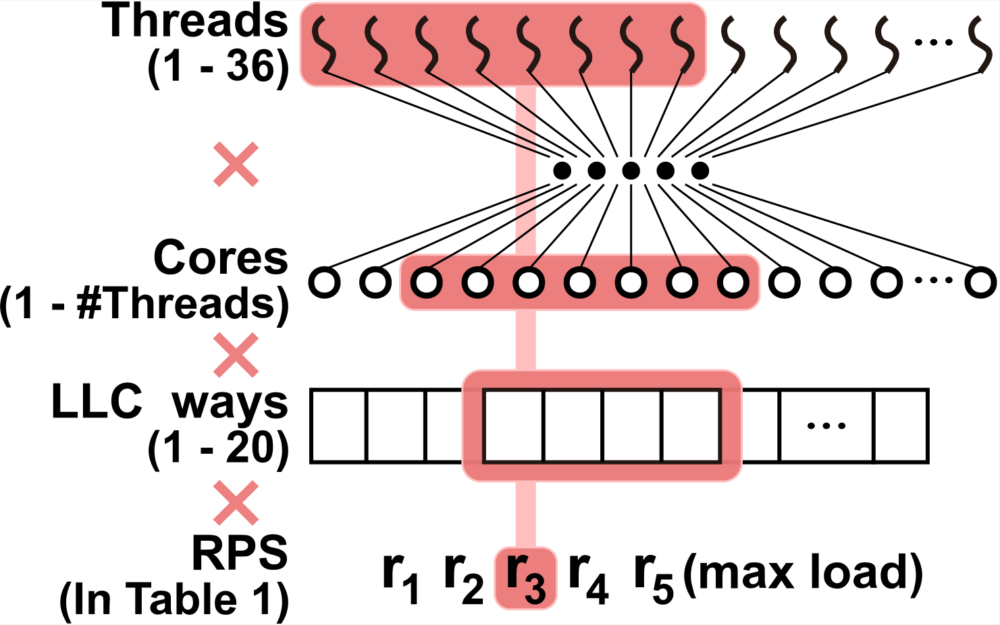 Threads
(1 - 36)
...
Cores
(1 - #Threads)
...
LLC ways
(1 - 20)
...
RPS
(In Table 1)
r1 r2 r3 r4 r5 (max load)